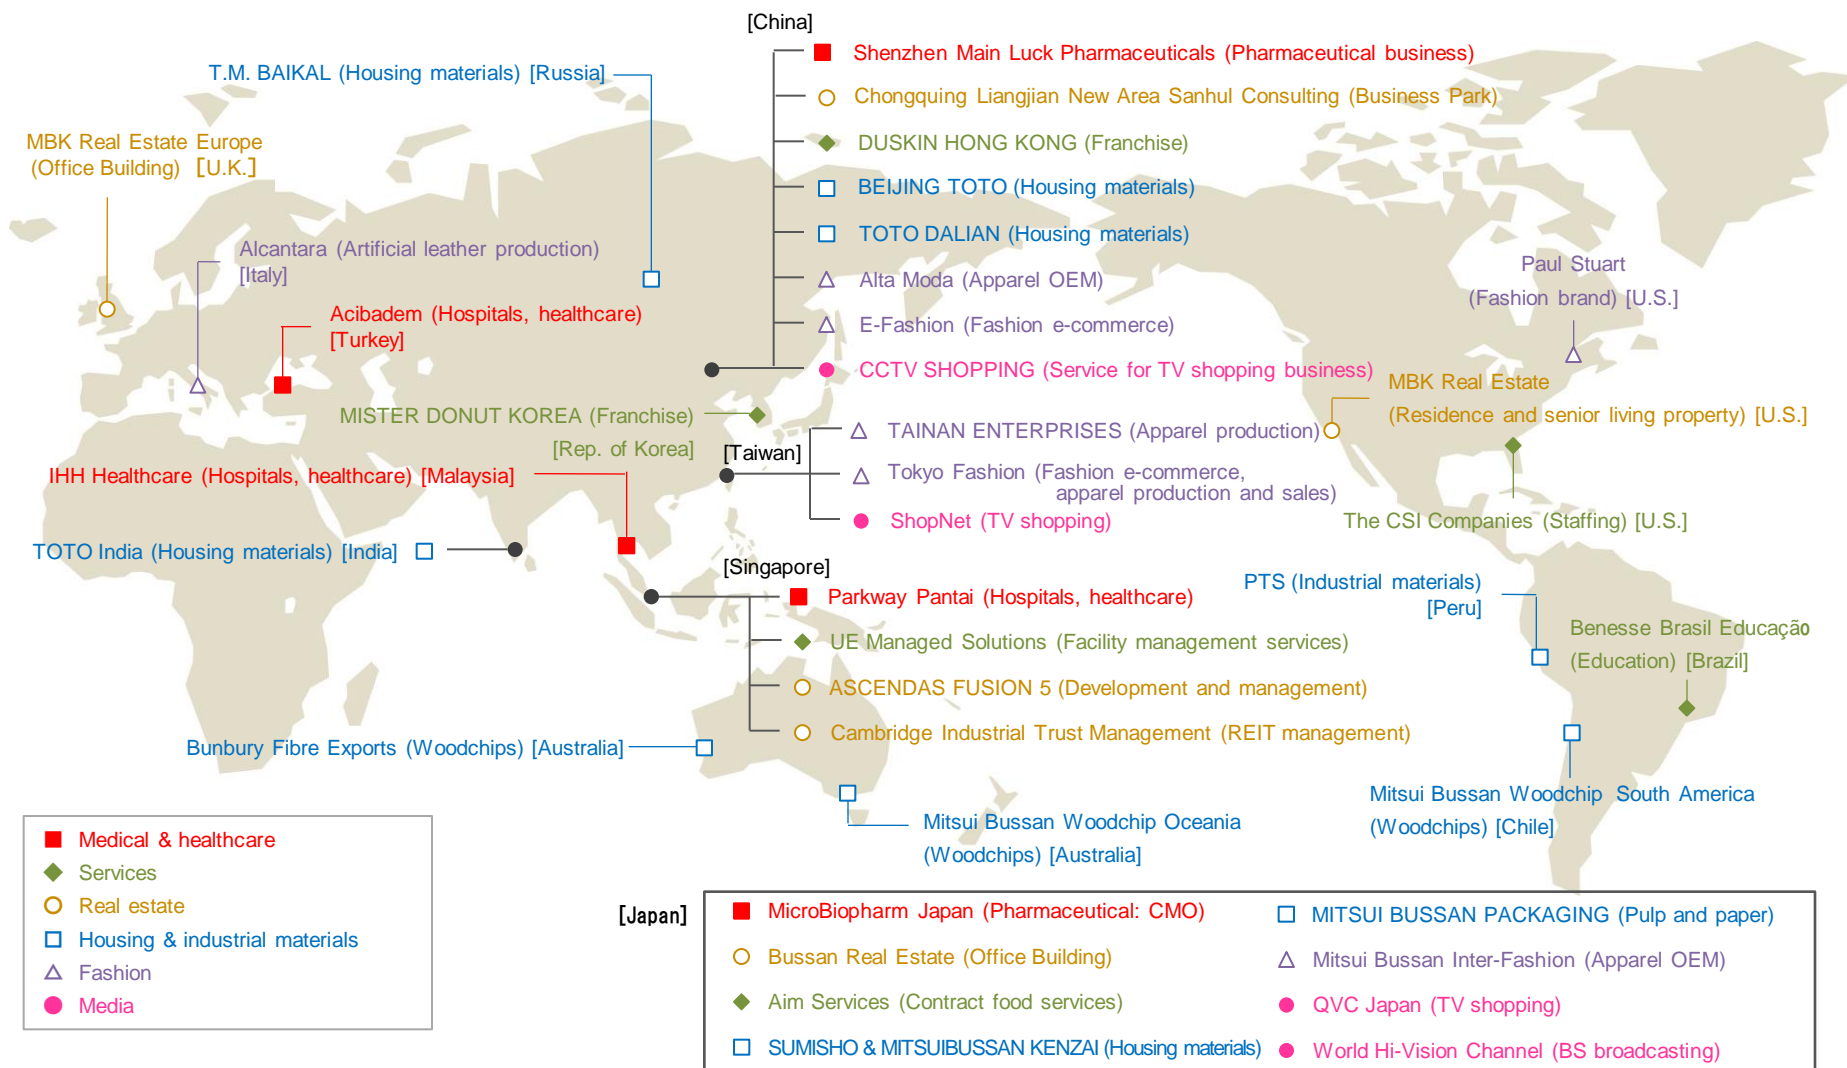 [China]
Shenzhen Main Luck Pharmaceuticals (Pharmaceutical business)
T.M. BAIKAL (Housing materials) [Russia]
Chongquing Liangjian New Area Sanhul Consulting (Business Park)
MBK Real Estate Europe
(Office Building) [U.K.]
DUSKIN HONG KONG (Franchise)
BEIJING TOTO (Housing materials)
TOTO DALIAN (Housing materials)
Alcantara (Artificial leather production)
[Italy]
Alta Moda (Apparel OEM)
Paul Stuart
(Fashion brand) [U.S.]
Acibadem (Hospitals, healthcare)
[Turkey]
E-Fashion (Fashion e-commerce)
CCTV SHOPPING (Service for TV shopping business)
MBK Real Estate
(Residence and senior living property) [U.S.]
MISTER DONUT KOREA (Franchise)
[Rep. of Korea]
[Taiwan]
TAINAN ENTERPRISES (Apparel production)
Tokyo Fashion (Fashion e-commerce,
apparel production and sales)
IHH Healthcare (Hospitals, healthcare) [Malaysia]
ShopNet (TV shopping)
The CSI Companies (Staffing) [U.S.]
TOTO India (Housing materials) [India]
[Singapore]
Parkway Pantai (Hospitals, healthcare)
PTS (Industrial materials)
[Peru]
UE Managed Solutions (Facility management services)
Benesse Brasil Educação
(Education) [Brazil]
ASCENDAS FUSION 5 (Development and management)
Cambridge Industrial Trust Management (REIT management)
Bunbury Fibre Exports (Woodchips) [Australia]
Mitsui Bussan Woodchip South America
(Woodchips) [Chile]
Mitsui Bussan Woodchip Oceania
(Woodchips) [Australia]
Medical & healthcare
Services
Real estate
Housing & industrial materials
Fashion
Media
[Japan]
MicroBiopharm Japan (Pharmaceutical: CMO)
Bussan Real Estate (Office Building)
Aim Services (Contract food services)
SUMISHO & MITSUIBUSSAN KENZAI (Housing materials)
MITSUI BUSSAN PACKAGING (Pulp and paper)
Mitsui Bussan Inter-Fashion (Apparel OEM)
QVC Japan (TV shopping)
World Hi-Vision Channel (BS broadcasting)